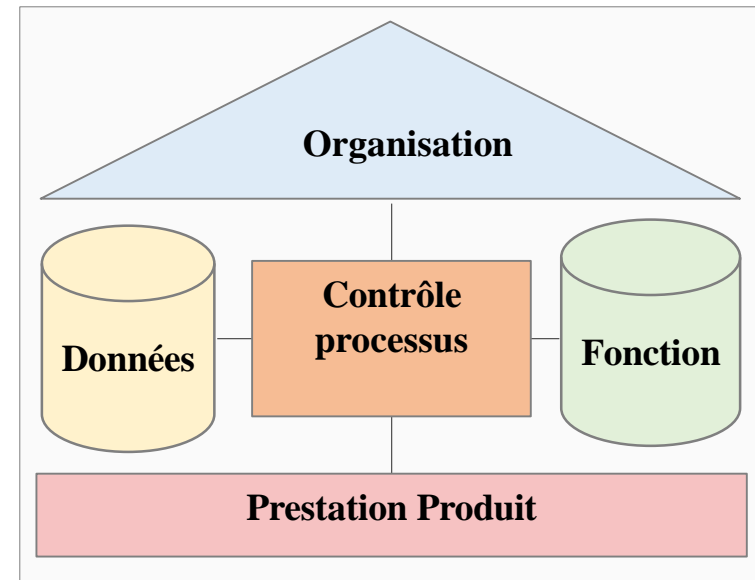 Organisation
Contrôle
processus
Données
Fonction
Prestation Produit